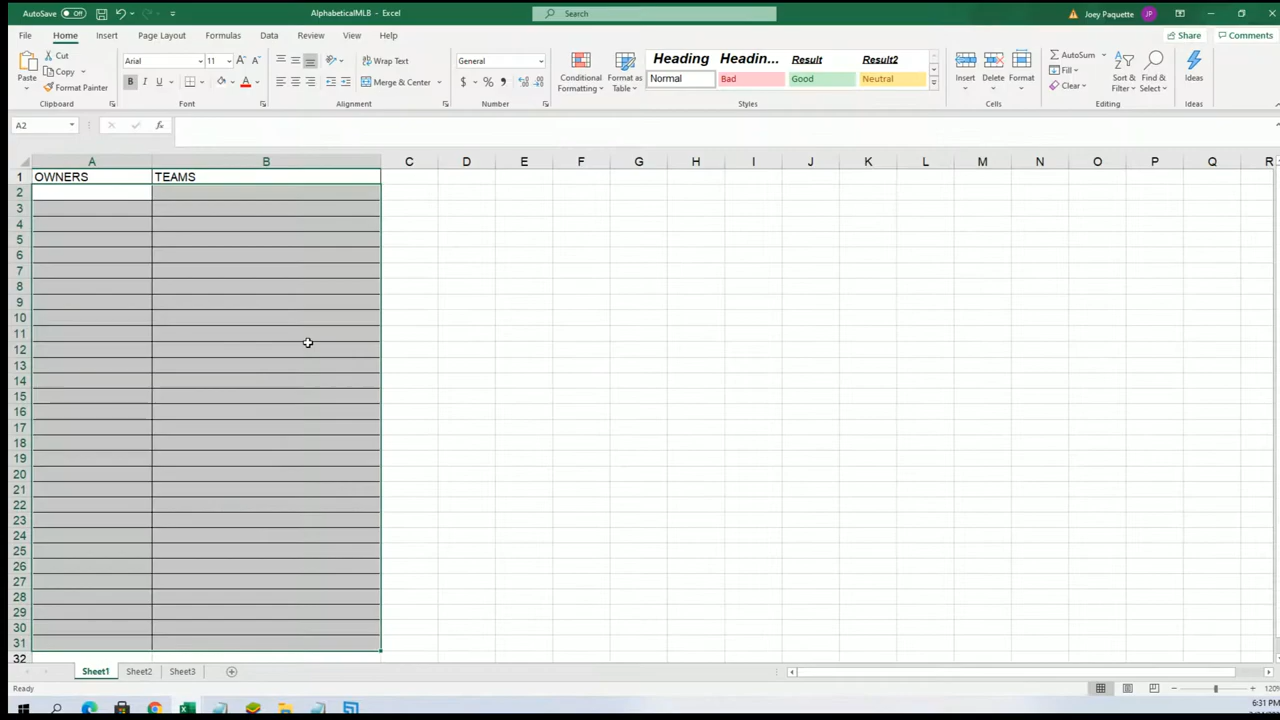 AutoSave Off AlphabeticalMLB - Excel Search Joey Paquette JP
File Home Insert Page Layout Formulas Data Review View Help Share Comments
Paste Cut Copy Format Painter Clipboard
Arial 11 A A B I U A Font
Wrap Text Merge & Center Alignment
General $ % Number
Conditional Formatting Format as Table
Heading Headin... Result Result2
Normal Bad Good Neutral
Styles
Insert Delete Format Cells
AutoSum Fill Clear Sort & Filter Find & Select Editing
Ideas Ideas
A2 fx
A B C D E F G H I J K L M N O P Q R
1 OWNERS TEAMS
2
3
4
5
6
7
8
9
10
11
12
13
14
15
16
17
18
19
20
21
22
23
24
25
26
27
28
29
30
31
32
Sheet1 Sheet2 Sheet3
Ready 120%
6:31 PM